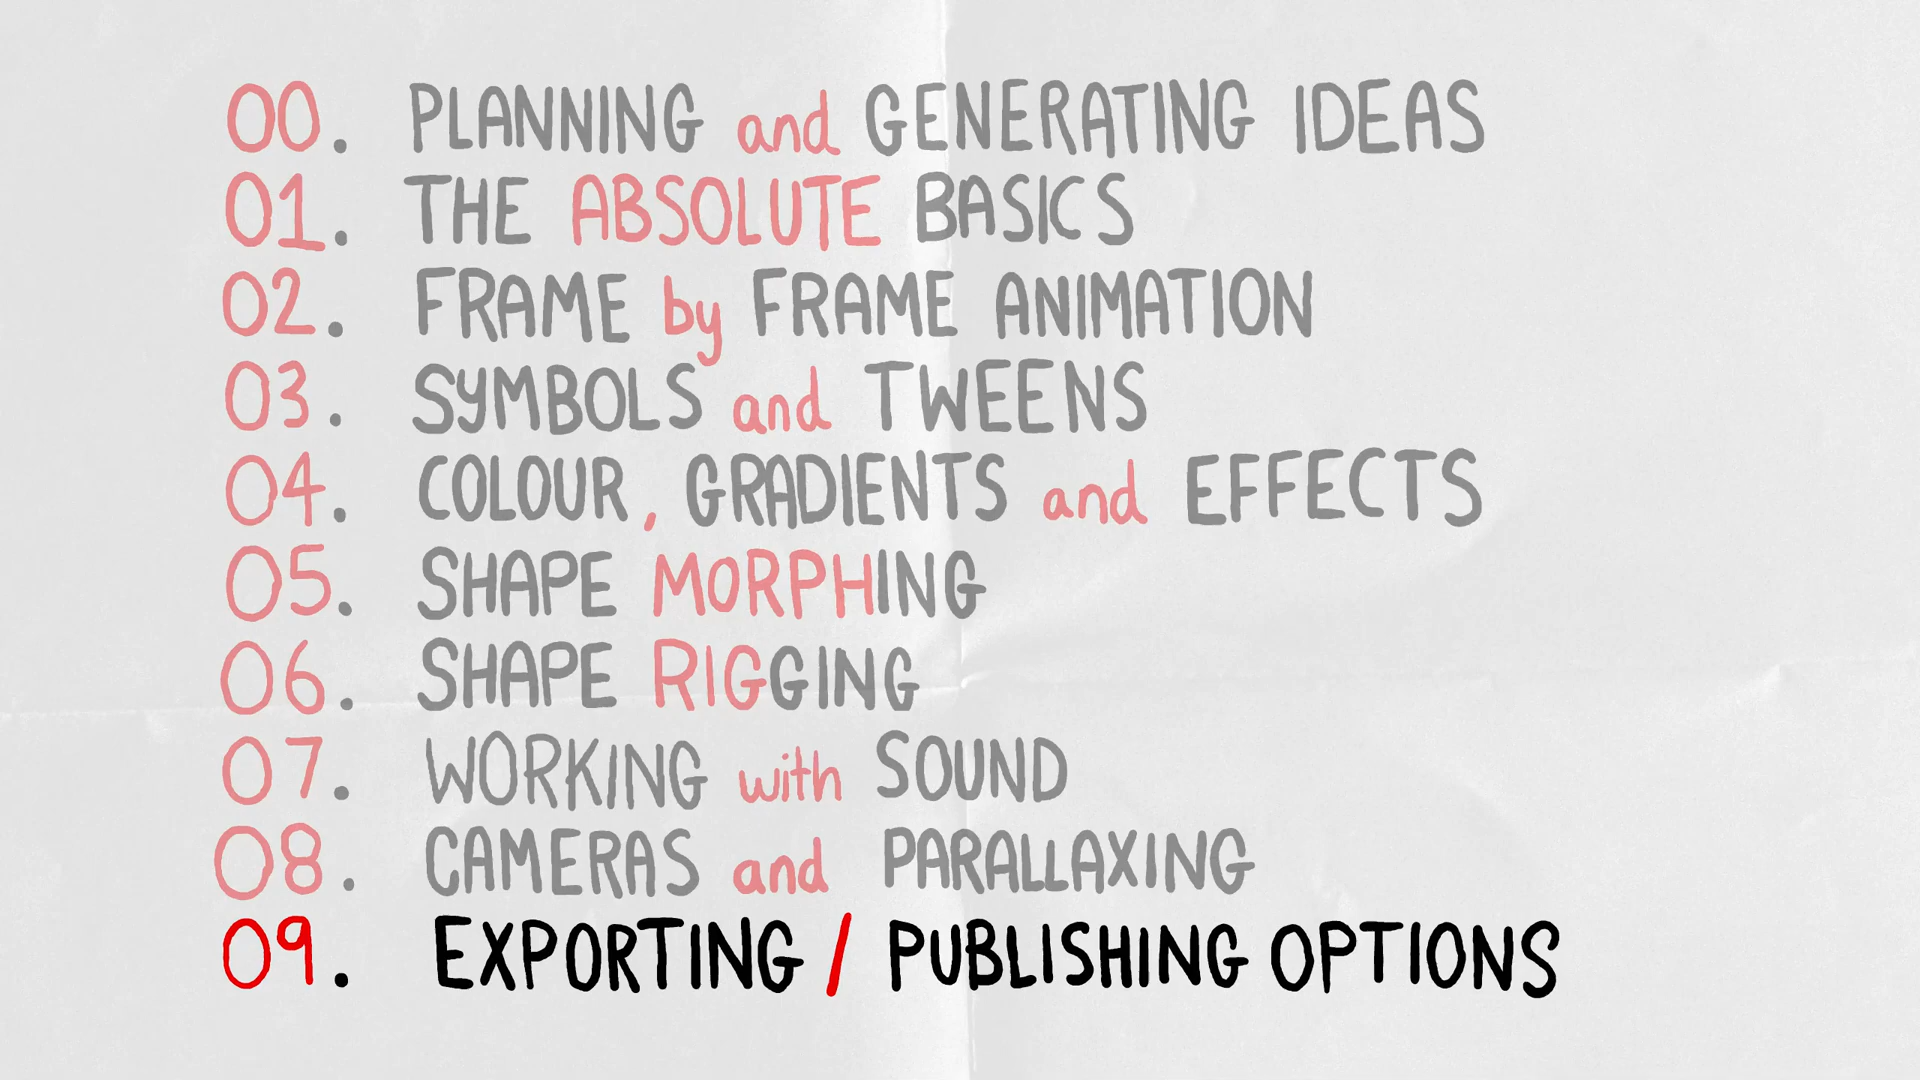 00. PLANNING and GENERATING IDEAS
01. THE ABSOLUTE BASICS
02. FRAME by FRAME ANIMATION
03. SYMBOLS and TWEENS
04. COLOUR, GRADIENTS and EFFECTS
05. SHAPE MORPHING
06. SHAPE RIGGING
07. WORKING with SOUND
08. CAMERAS and PARALLAXING
09. EXPORTING / PUBLISHING OPTIONS